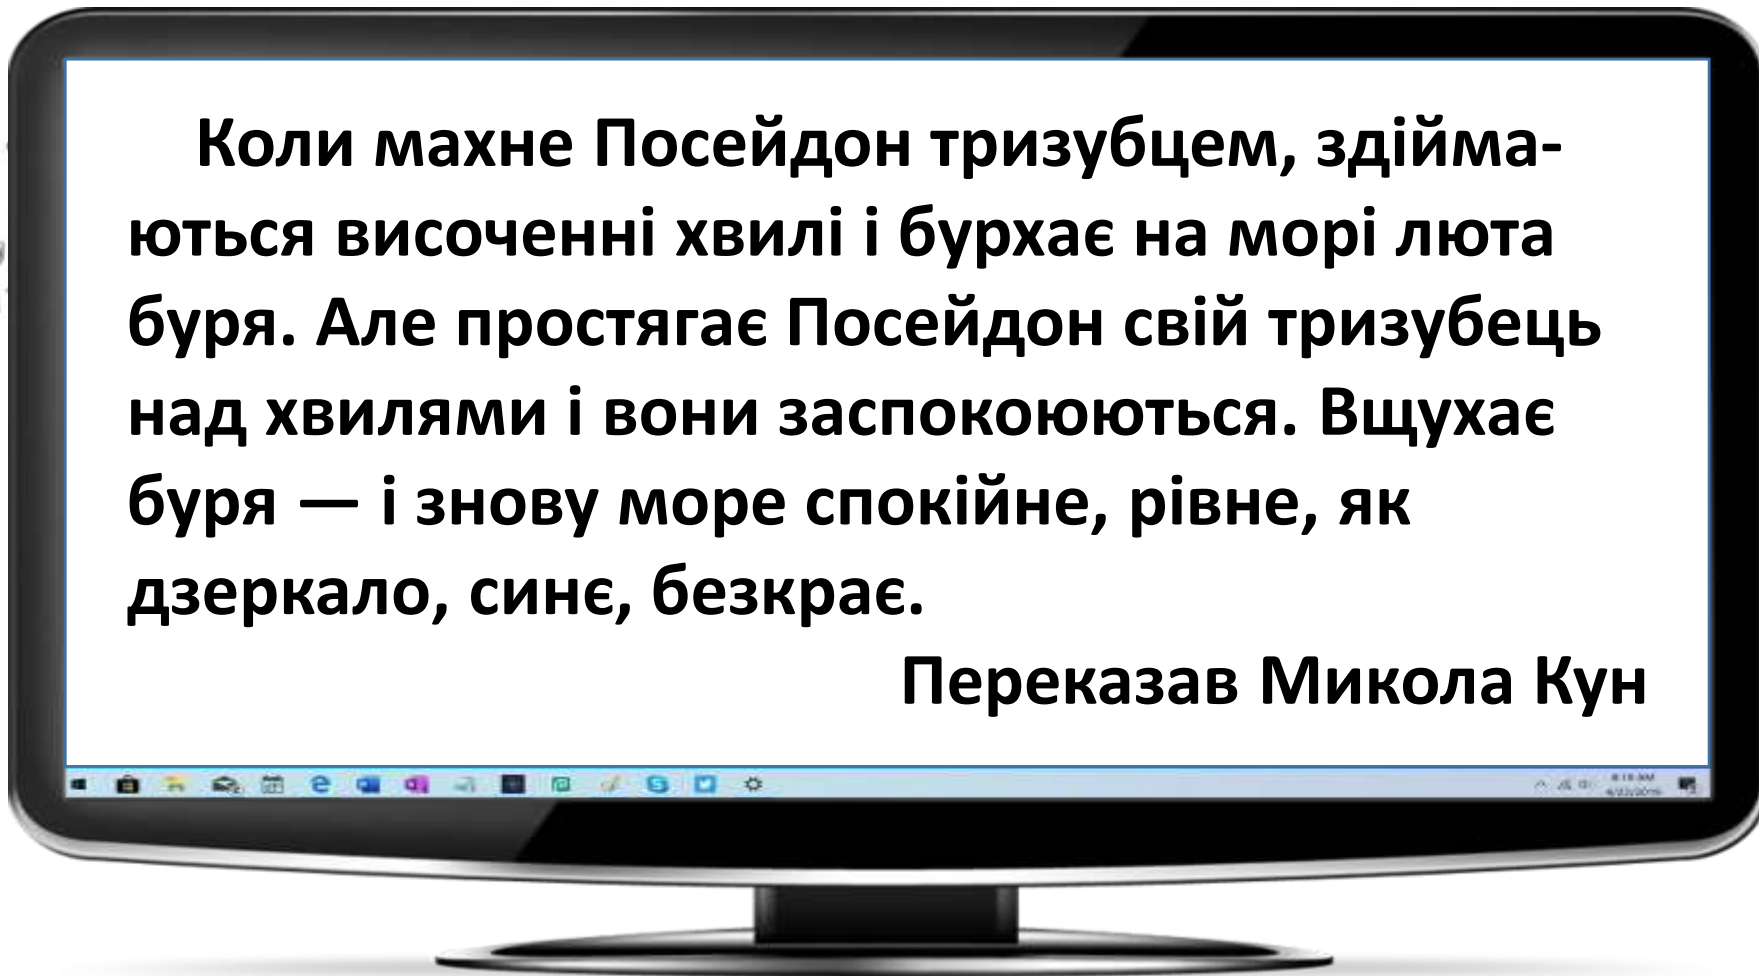 Коли махне Посейдон тризубцем, здійма-
ються височенні хвилі і бурхає на морі люта
буря. Але простягає Посейдон свій тризубець
над хвилями і вони заспокоюються. Вщухає
буря — і знову море спокійне, рівне, як
дзеркало, синє, безкрає.
Переказав Микола Кун